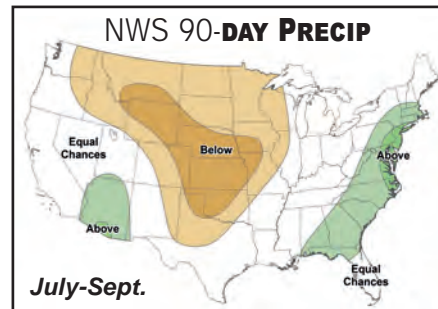 NWS 90-DAY PRECIP
Equal
Chances
Below
Above
Above
Equal
Chances
July-Sept.